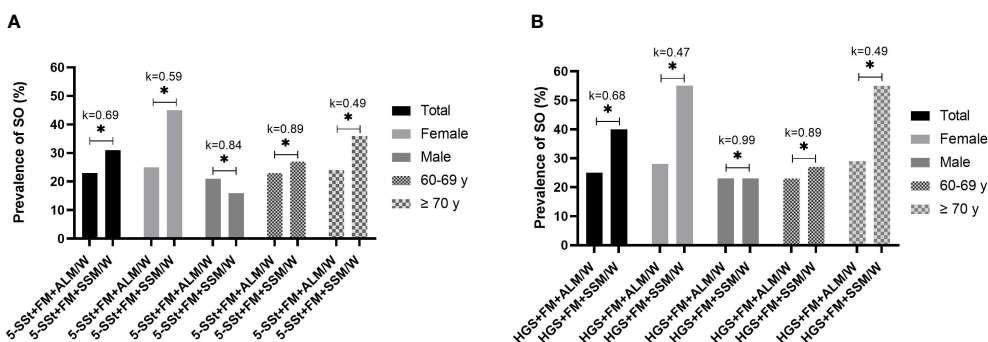 A
Prevalence of SO (%)
60
50
40
30
20
10
0
k=0.69
*
k=0.59
*
k=0.84
*
k=0.89
*
k=0.49
*
5-SSt+FM+ALM/W
5-SSt+FM+SSM/W
5-SSt+FM+ALM/W
5-SSt+FM+SSM/W
5-SSt+FM+ALM/W
5-SSt+FM+SSM/W
5-SSt+FM+ALM/W
5-SSt+FM+SSM/W
5-SSt+FM+ALM/W
5-SSt+FM+SSM/W
Total
Female
Male
60-69 y
≥ 70 y
B
Prevalence of SO (%)
60
50
40
30
20
10
0
k=0.68
*
k=0.47
*
k=0.99
*
k=0.89
*
k=0.49
*
HGS+FM+ALM/W
HGS+FM+SSM/W
HGS+FM+ALM/W
HGS+FM+SSM/W
HGS+FM+ALM/W
HGS+FM+SSM/W
HGS+FM+ALM/W
HGS+FM+SSM/W
HGS+FM+ALM/W
HGS+FM+SSM/W
Total
Female
Male
60-69 y
≥ 70 y